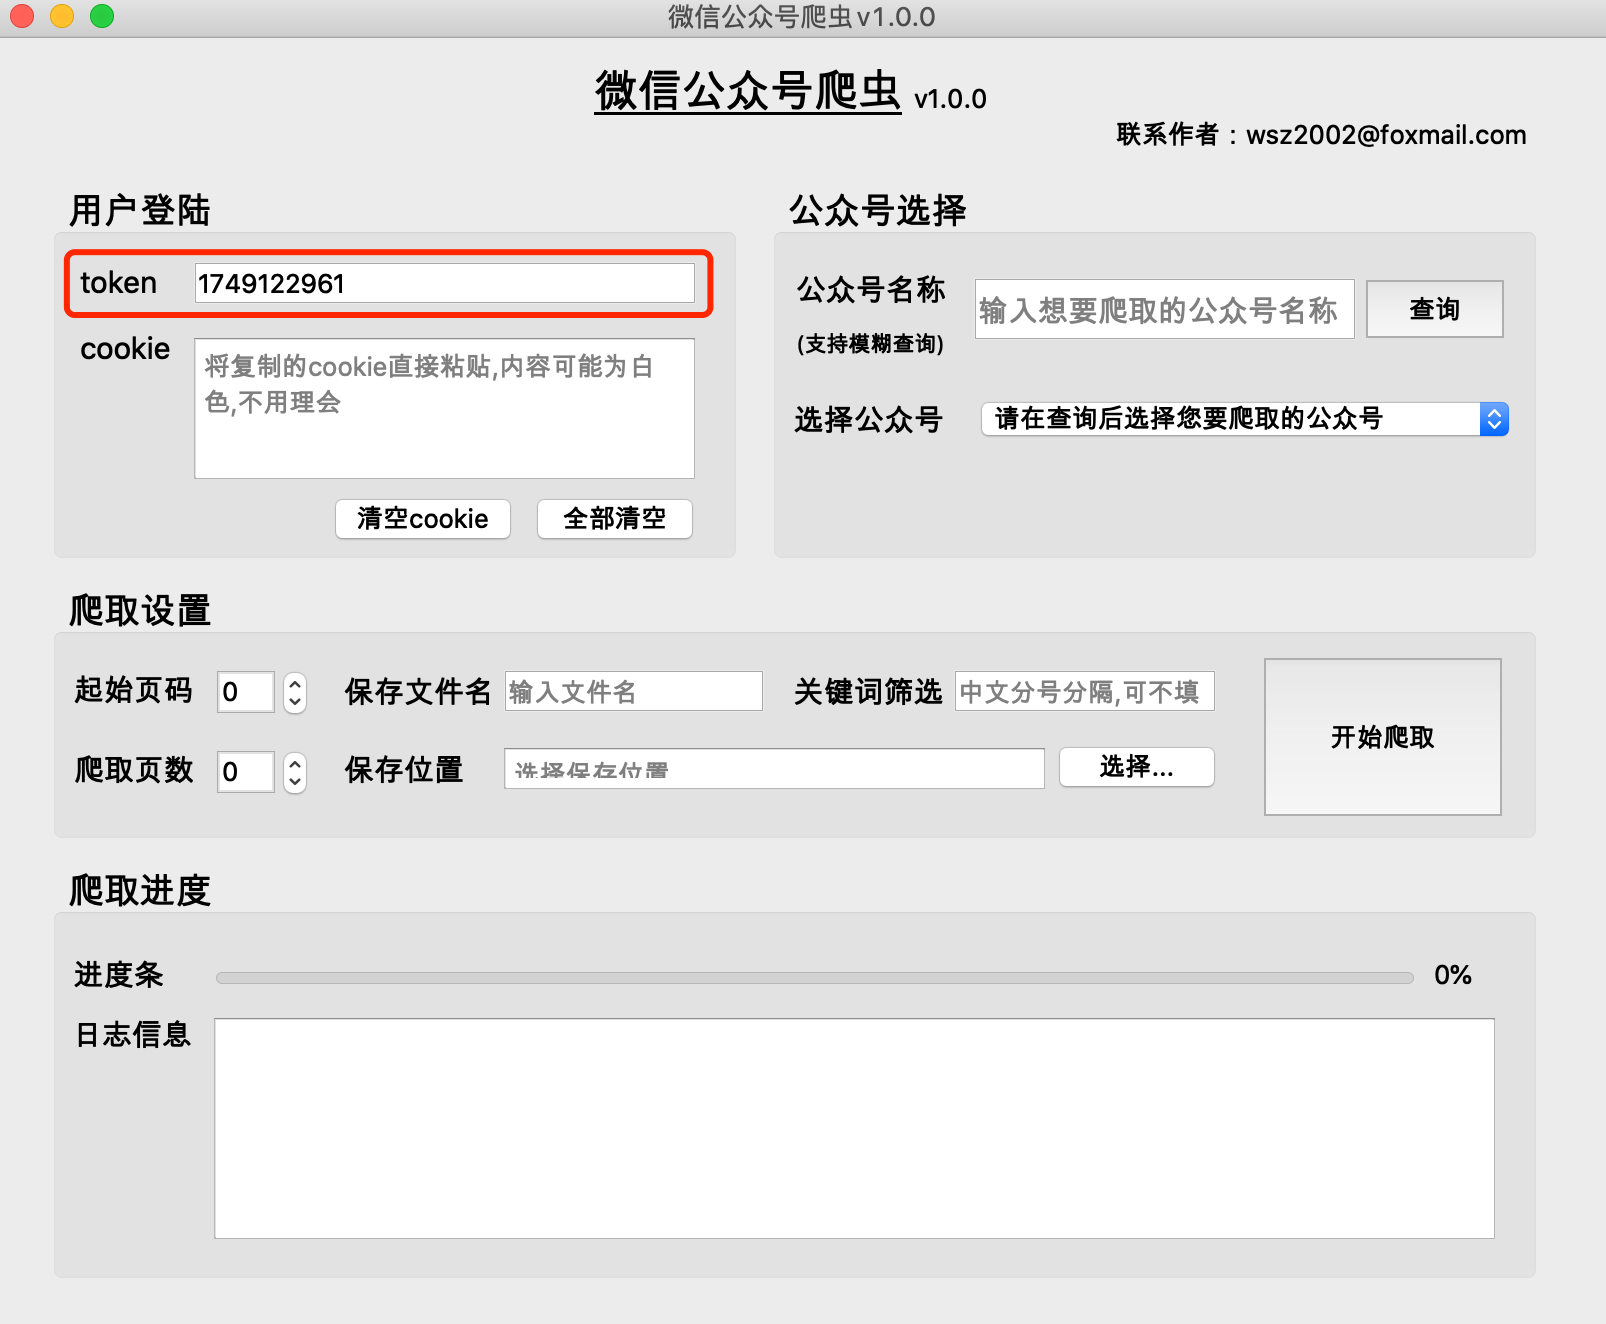 微信公众号爬虫v1.0.0
微信公众号爬虫 v1.0.0
联系作者：wsz2002@foxmail.com
用户登陆
token 1749122961
cookie 将复制的cookie直接粘贴,内容可能为白
色,不用理会
清空cookie 全部清空
公众号选择
公众号名称 输入想要爬取的公众号名称 查询
(支持模糊查询)
选择公众号 请在查询后选择您要爬取的公众号
爬取设置
起始页码 0 保存文件名 输入文件名 关键词筛选 中文分号分隔,可不填
爬取页数 0 保存位置 选择保存位置 选择...
开始爬取
爬取进度
进度条 0%
日志信息